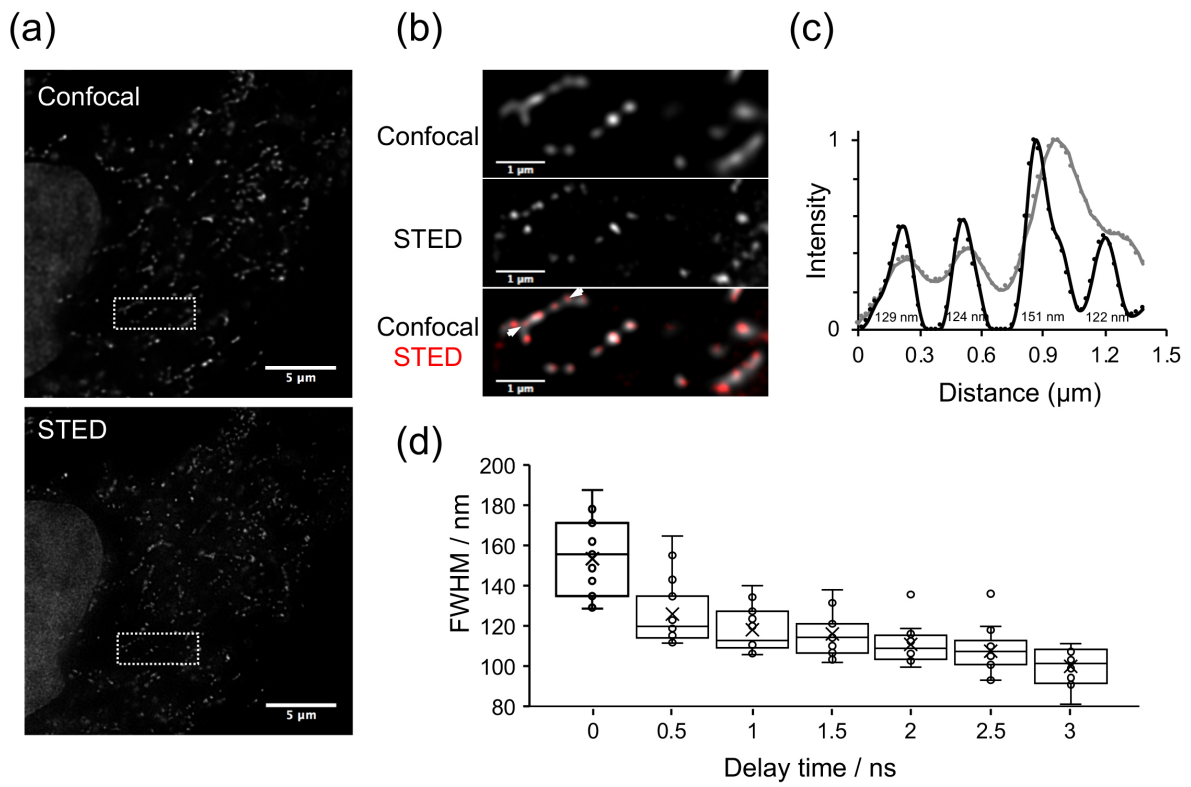 (a)
Confocal
5 µm
STED
5 µm
(b)
Confocal
1 µm
STED
1 µm
Confocal
STED
1 µm
(c)
Intensity
1
0
129 nm
124 nm
151 nm
122 nm
0
0.3
0.6
0.9
1.2
1.5
Distance (µm)
(d)
FWHM / nm
200
180
160
140
120
100
80
0
0.5
1
1.5
2
2.5
3
Delay time / ns